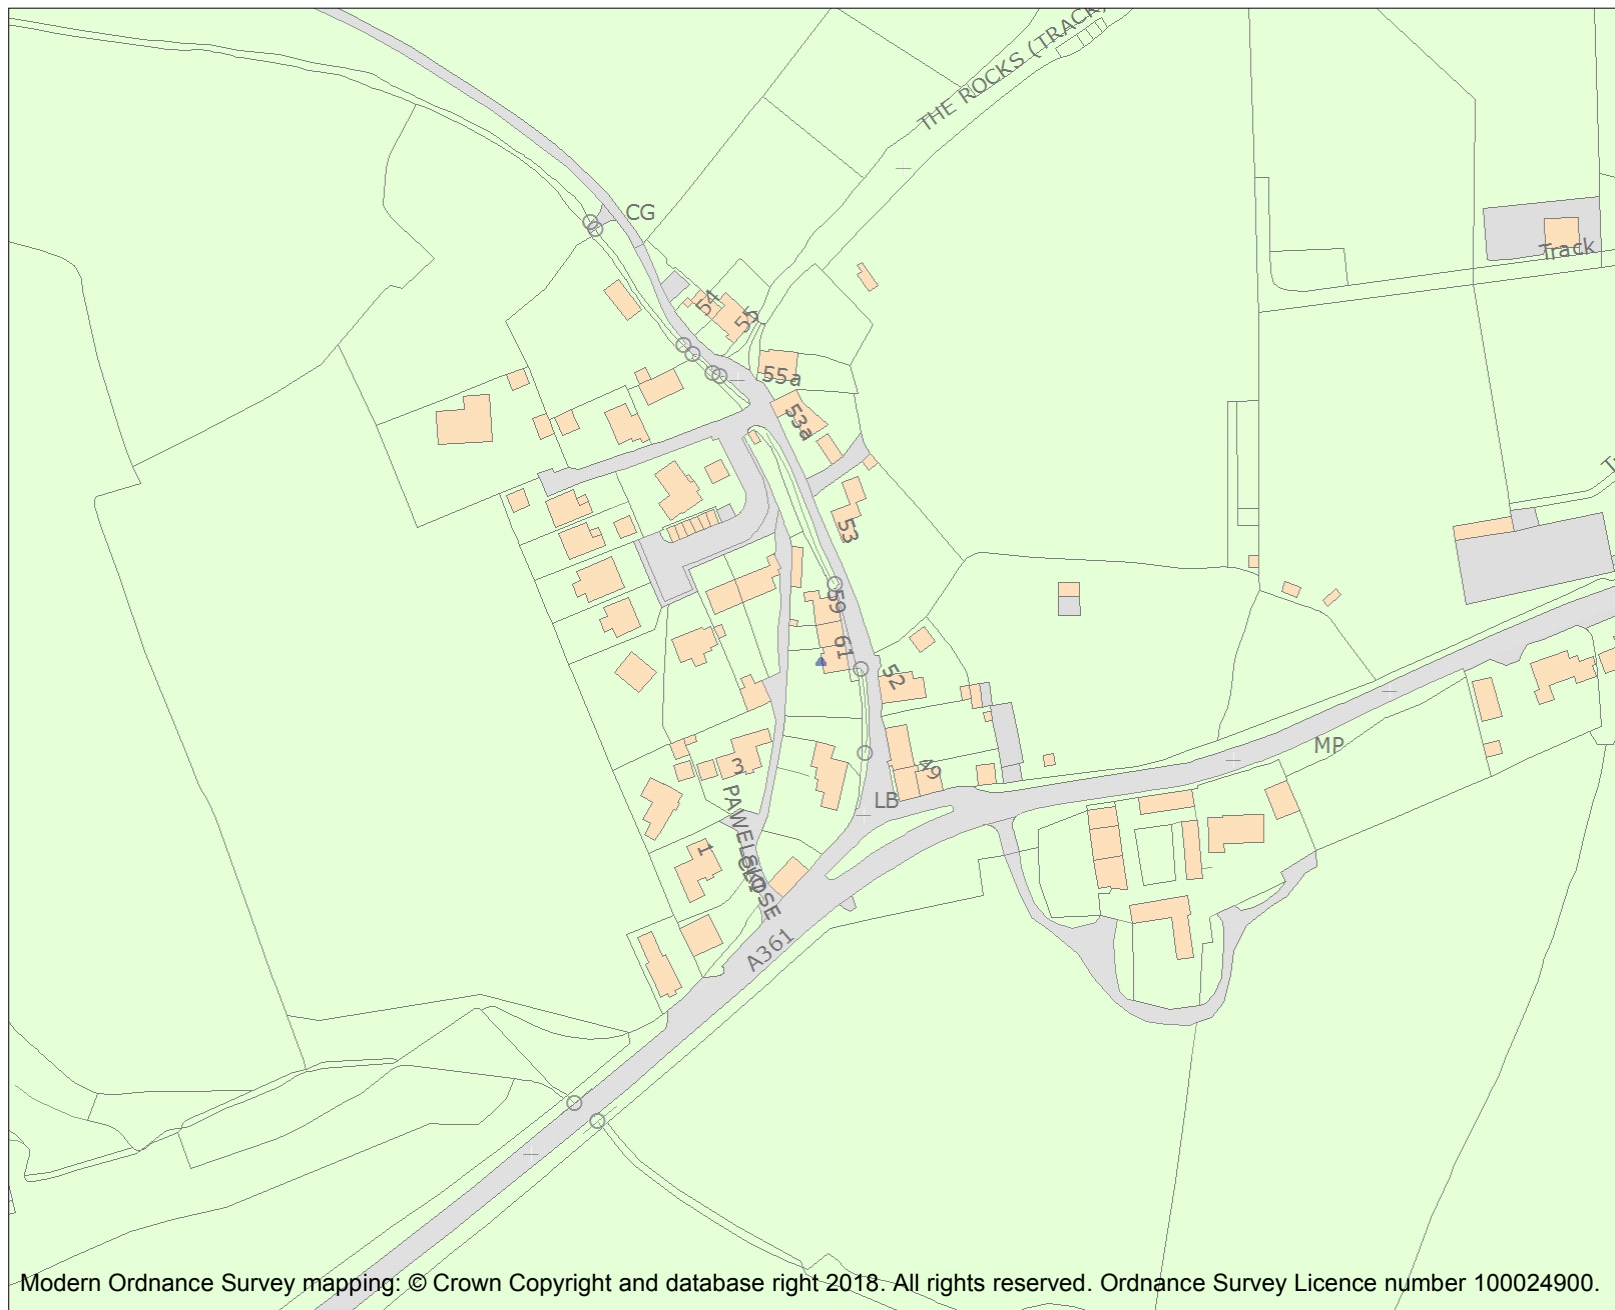 THE ROCKS (TRACK)
CG
Track
54
55
55a
53a
53
59
61
52
MP
49
3
LB
PAWELSKI
CLOSE
1
A361
Modern Ordnance Survey mapping: © Crown Copyright and database right 2018. All rights reserved. Ordnance Survey Licence number 100024900.